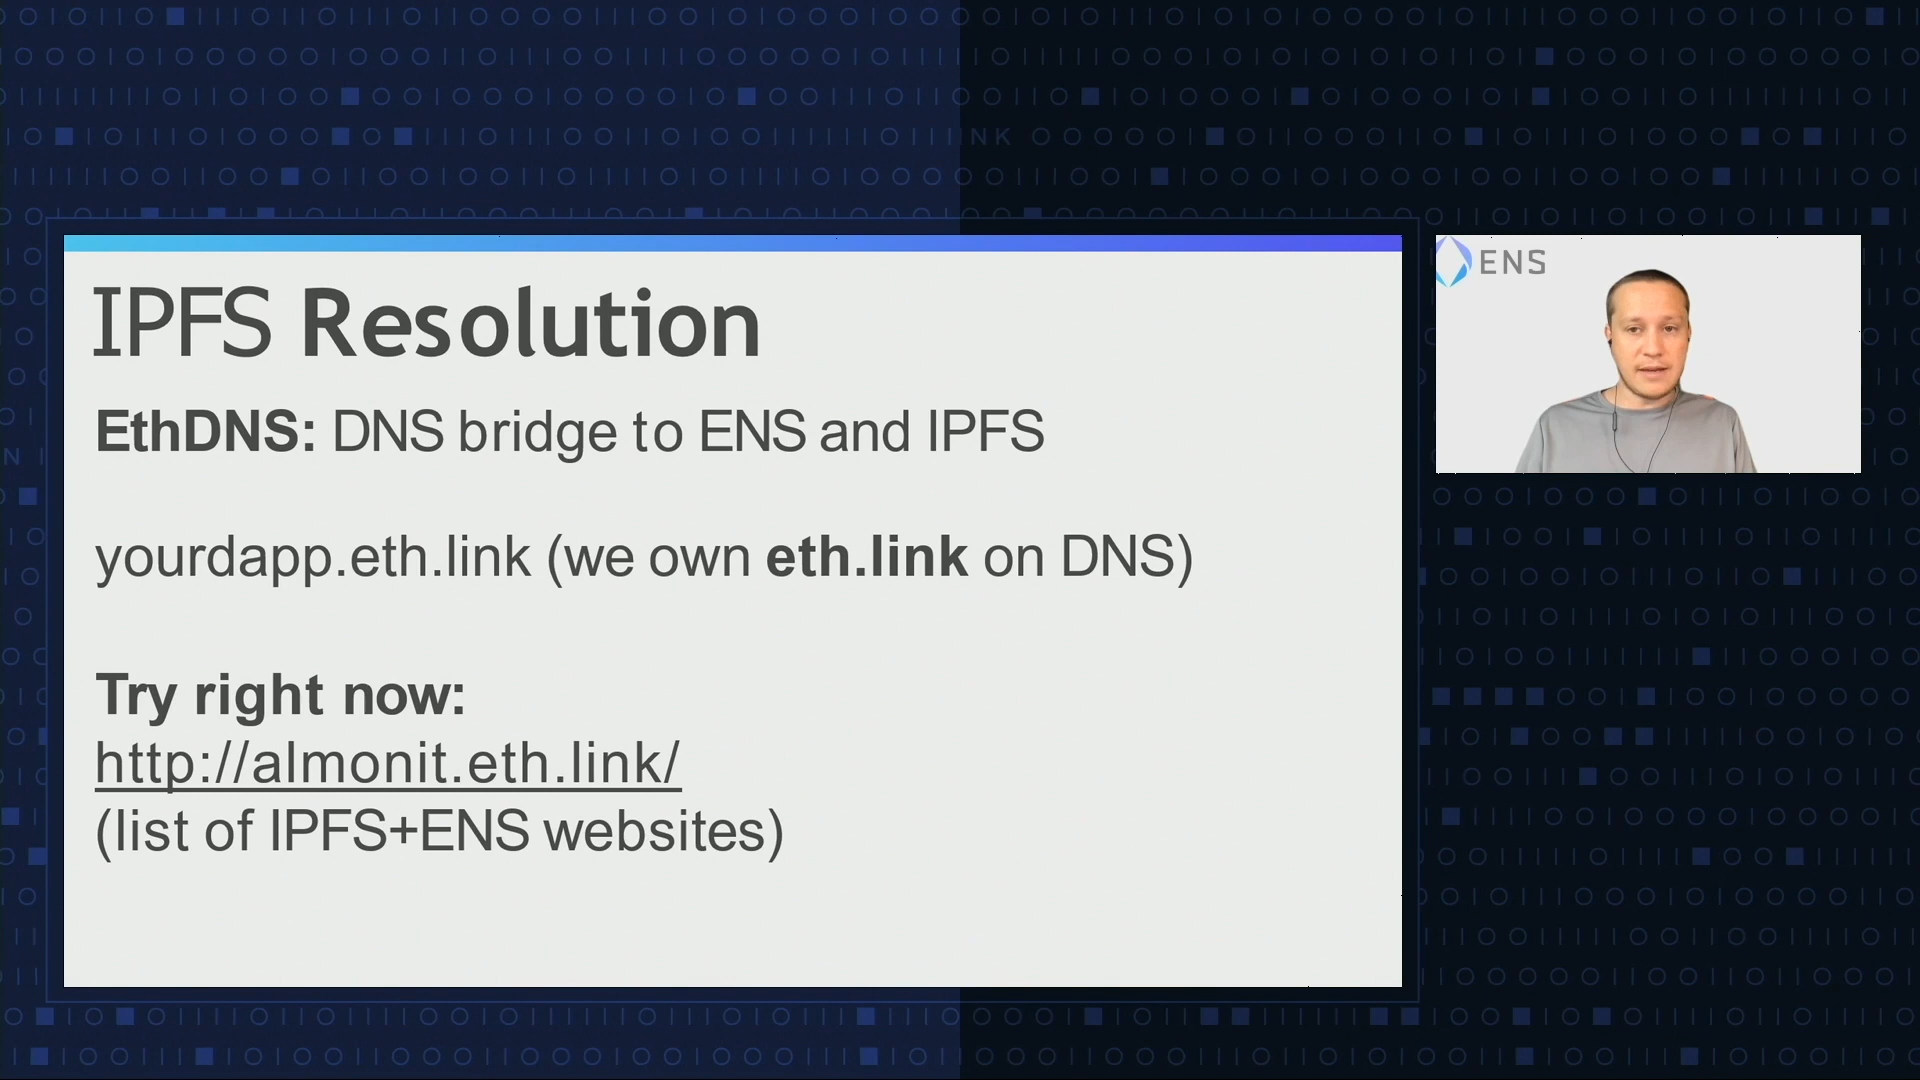 IPFS Resolution
EthDNS: DNS bridge to ENS and IPFS
yourdapp.eth.link (we own eth.link on DNS)
Try right now:
http://almonit.eth.link/
(list of IPFS+ENS websites)
ENS